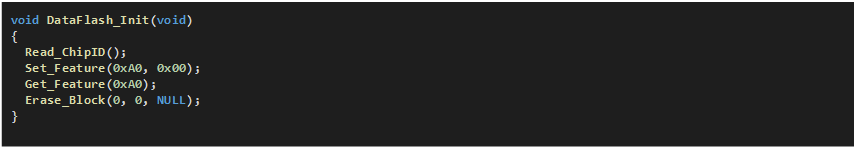 void DataFlash_Init(void)
{
  Read_ChipID();
  Set_Feature(0xA0, 0x00);
  Get_Feature(0xA0);
  Erase_Block(0, 0, NULL);
}